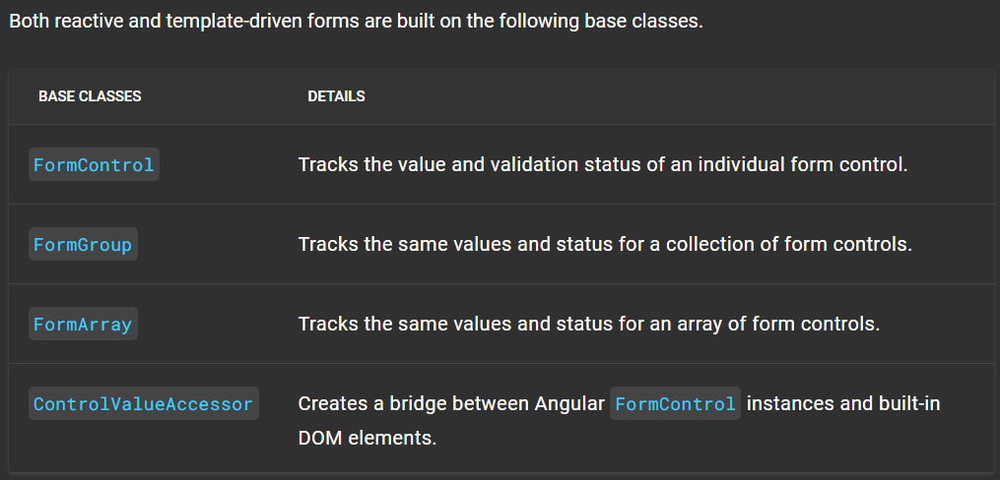 Both reactive and template-driven forms are built on the following base classes.
BASE CLASSES DETAILS
FormControl Tracks the value and validation status of an individual form control.
FormGroup Tracks the same values and status for a collection of form controls.
FormArray Tracks the same values and status for an array of form controls.
ControlValueAccessor Creates a bridge between Angular FormControl instances and built-in
DOM elements.